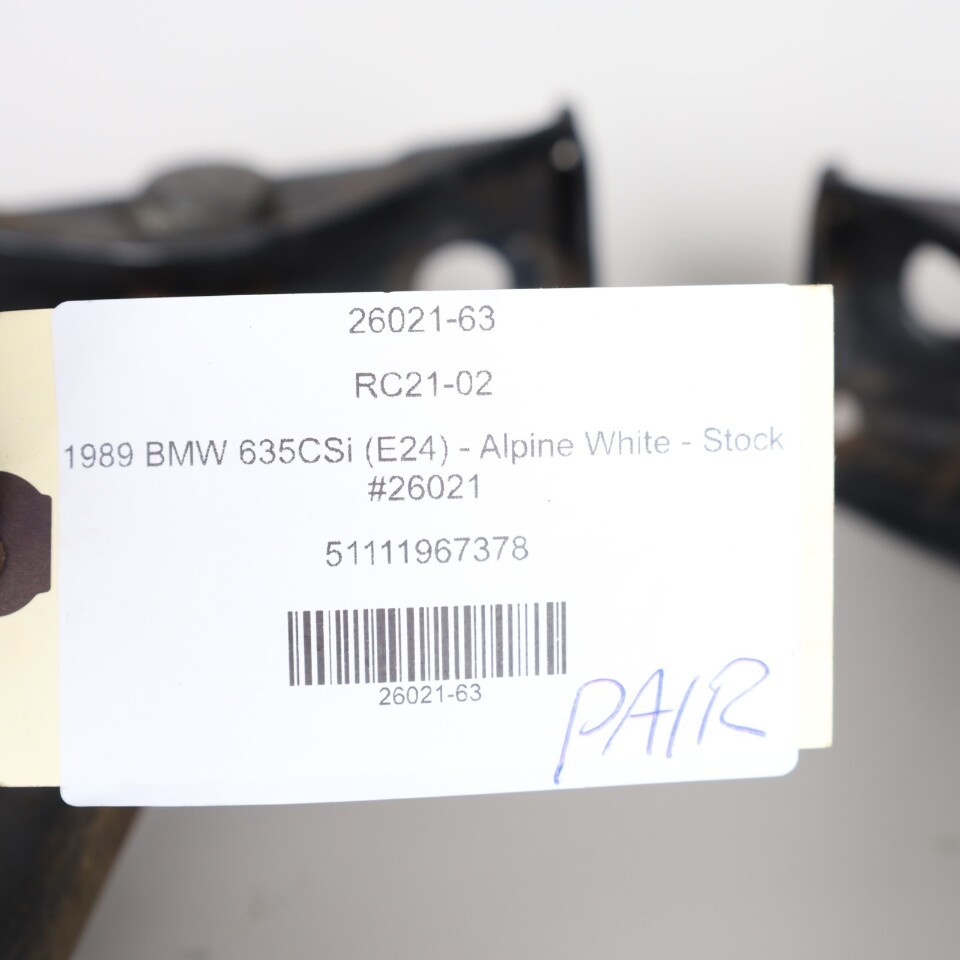 26021-63
RC21-02
1989 BMW 635CSi (E24) - Alpine White - Stock
#26021
51111967378
26021-63
PAIR